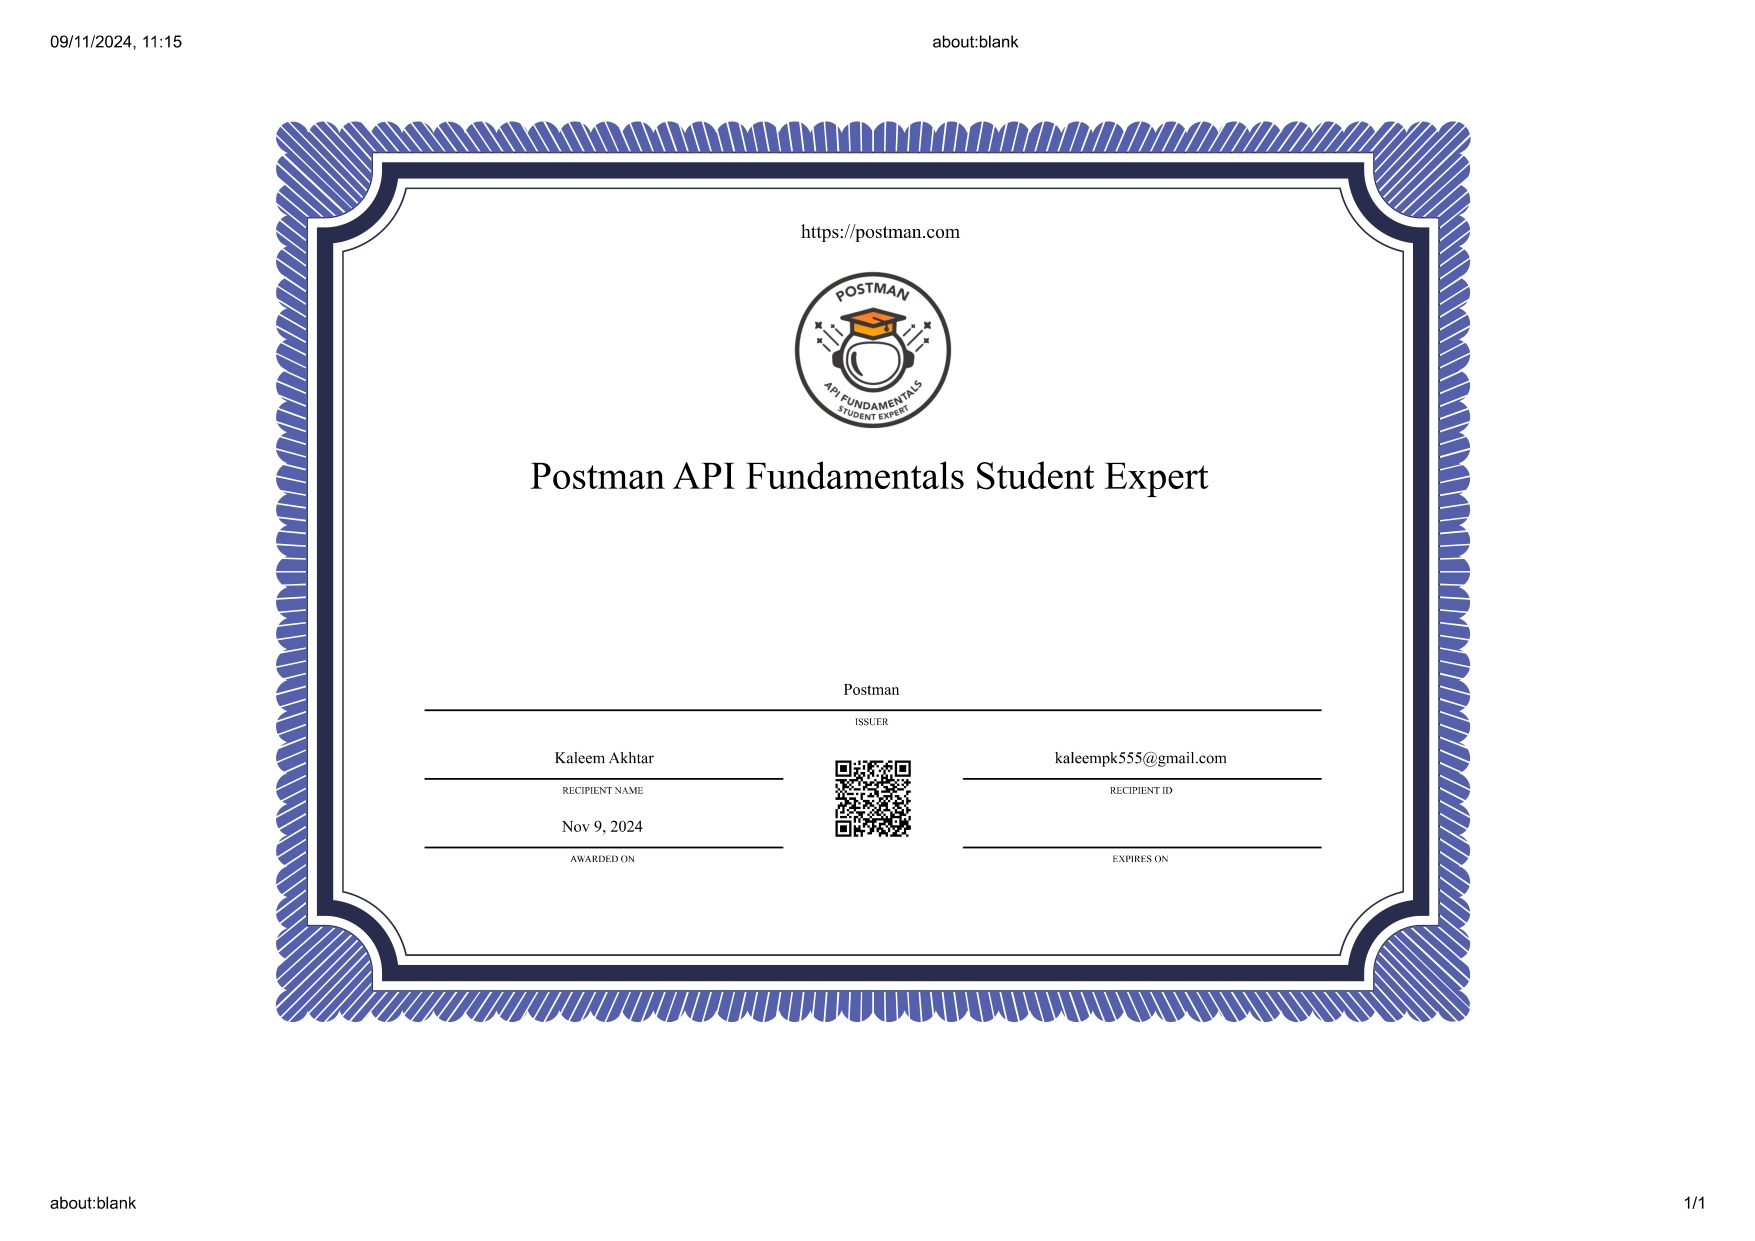 09/11/2024, 11:15
about:blank
https://postman.com
POSTMAN
API FUNDAMENTALS
STUDENT EXPERT
Postman API Fundamentals Student Expert
Postman
ISSUER
Kaleem Akhtar
kaleempk555@gmail.com
RECIPIENT NAME
RECIPIENT ID
Nov 9, 2024
AWARDED ON
EXPIRES ON
about:blank
1/1